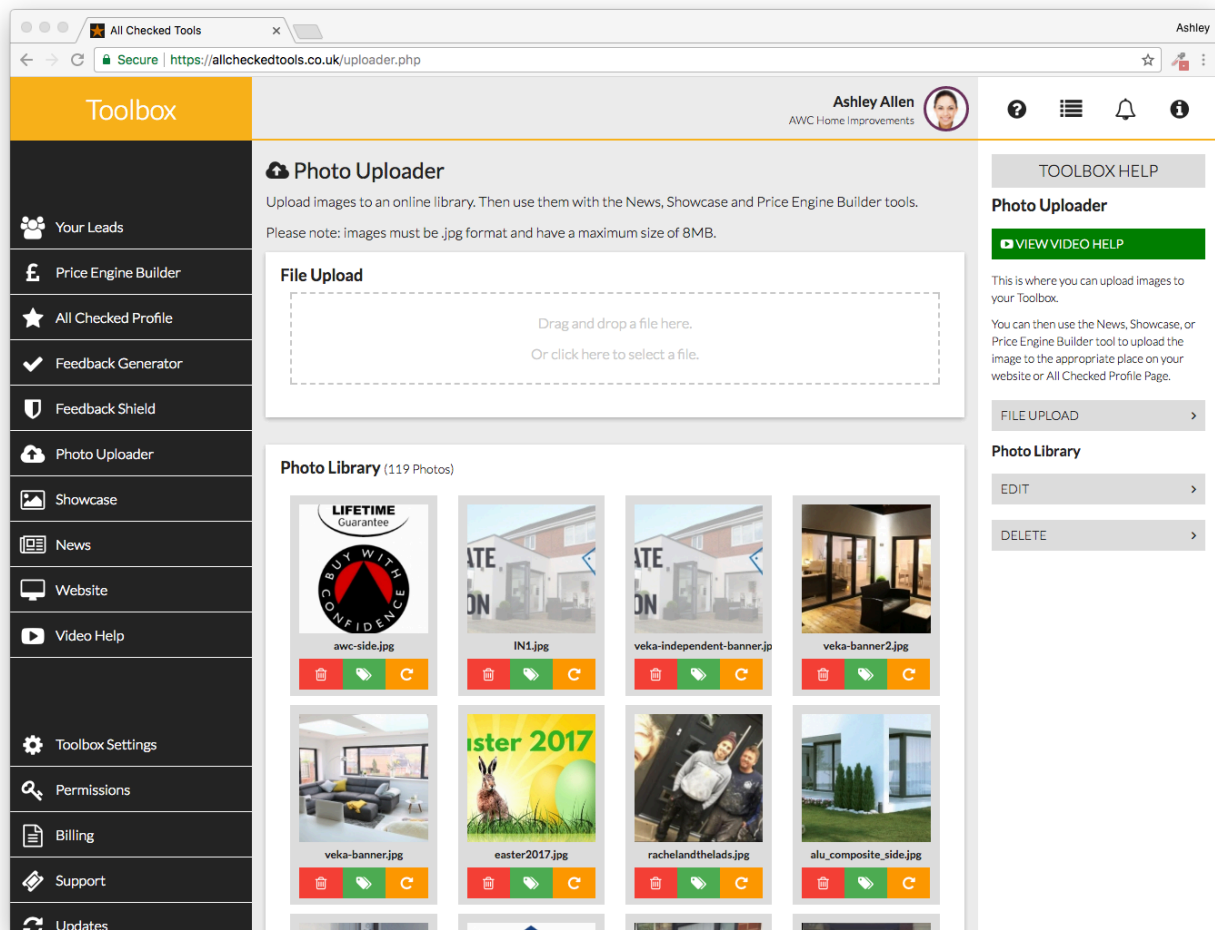 All Checked Tools
Ashley
Secure | https://allcheckedtools.co.uk/uploader.php
Toolbox
Ashley Allen
AWC Home Improvements
Your Leads
Price Engine Builder
All Checked Profile
Feedback Generator
Feedback Shield
Photo Uploader
Showcase
News
Website
Video Help
Toolbox Settings
Permissions
Billing
Support
Updates
Photo Uploader
Upload images to an online library. Then use them with the News, Showcase and Price Engine Builder tools.
Please note: images must be .jpg format and have a maximum size of 8MB.
File Upload
Drag and drop a file here.
Or click here to select a file.
Photo Library (119 Photos)
LIFETIME
Guarantee
BUY WITH
CONFIDENCE
ATE
ON
ATE
ON
awc-side.jpg
IN1.jpg
veka-independent-banner.jp
veka-banner2.jpg
ster 2017
veka-banner.jpg
easter2017.jpg
rachelandthelads.jpg
alu_composite_side.jpg
TOOLBOX HELP
Photo Uploader
VIEW VIDEO HELP
This is where you can upload images to
your Toolbox.
You can then use the News, Showcase, or
Price Engine Builder tool to upload the
image to the appropriate place on your
website or All Checked Profile Page.
FILE UPLOAD
Photo Library
EDIT
DELETE